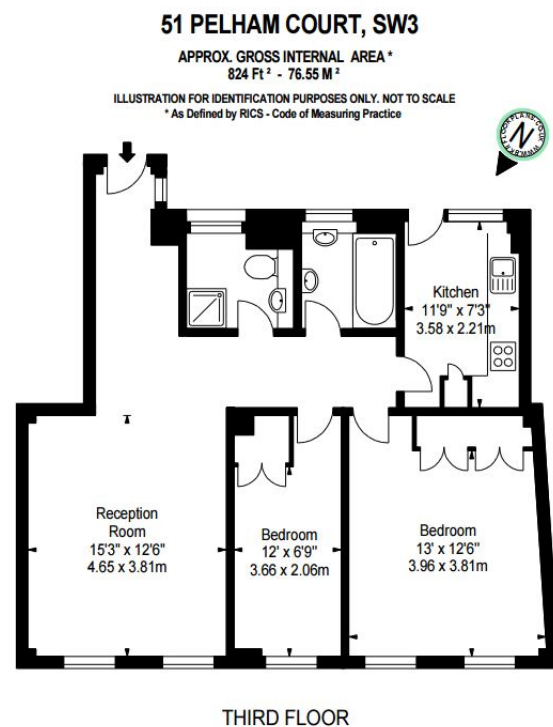 51 PELHAM COURT, SW3
APPROX. GROSS INTERNAL AREA *
824 Ft ² - 76.55 M ²
ILLUSTRATION FOR IDENTIFICATION PURPOSES ONLY. NOT TO SCALE
* As Defined by RICS - Code of Measuring Practice
N
Kitchen
11'9" x 7'3"
3.58 x 2.21m
Reception
Room
15'3" x 12'6"
4.65 x 3.81m
Bedroom
12' x 6'9"
3.66 x 2.06m
Bedroom
13' x 12'6"
3.96 x 3.81m
THIRD FLOOR